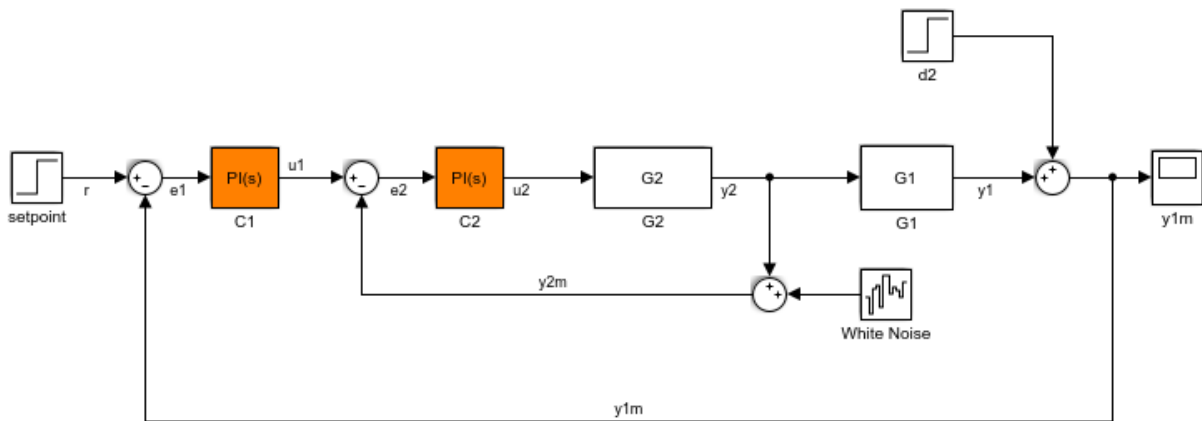 d2
PI(s)
u1
PI(s)
G2
y2
G1
r
e1
e2
u2
y1
setpoint
C1
C2
G2
G1
y1m
y2m
White Noise
y1m